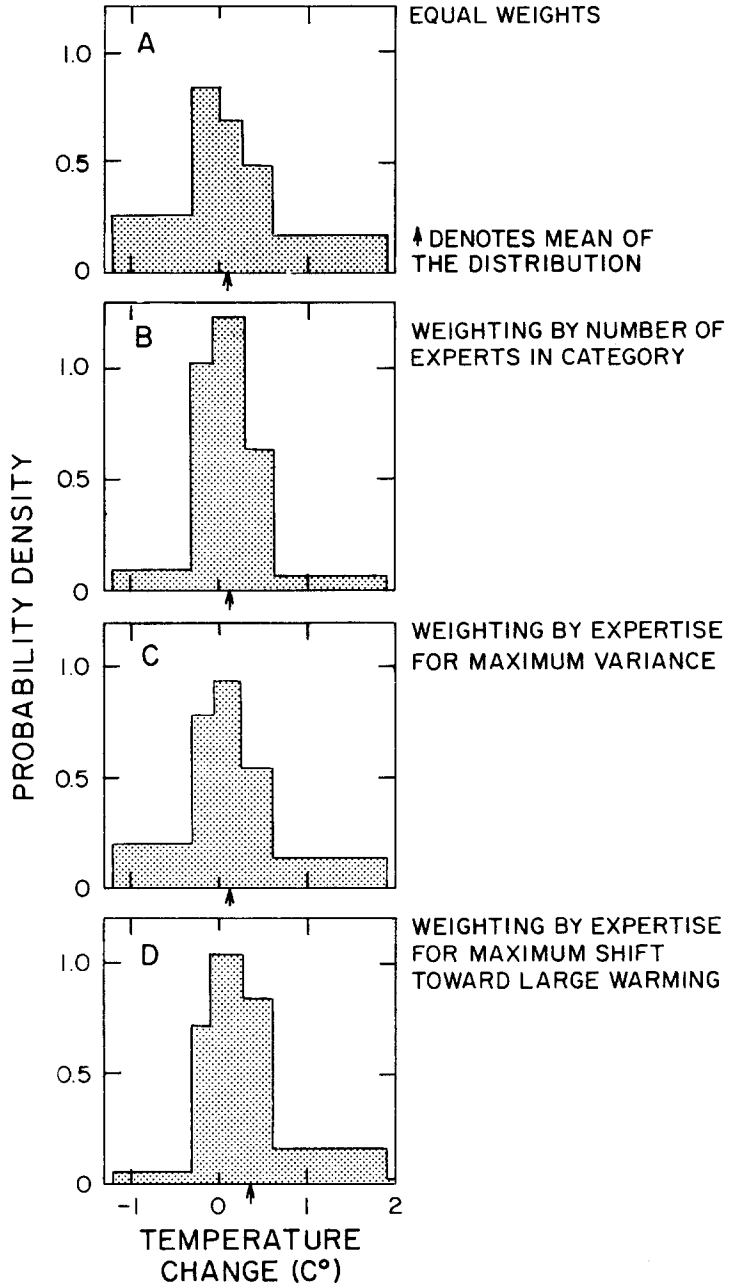 EQUAL WEIGHTS
A
1.0
0.5
0
↑ DENOTES MEAN OF
THE DISTRIBUTION
B
1.0
0.5
0
WEIGHTING BY NUMBER OF
EXPERTS IN CATEGORY
PROBABILITY DENSITY
C
1.0
0.5
0
WEIGHTING BY EXPERTISE
FOR MAXIMUM VARIANCE
D
1.0
0.5
0
WEIGHTING BY EXPERTISE
FOR MAXIMUM SHIFT
TOWARD LARGE WARMING
-1 0 1 2
TEMPERATURE
CHANGE (C°)